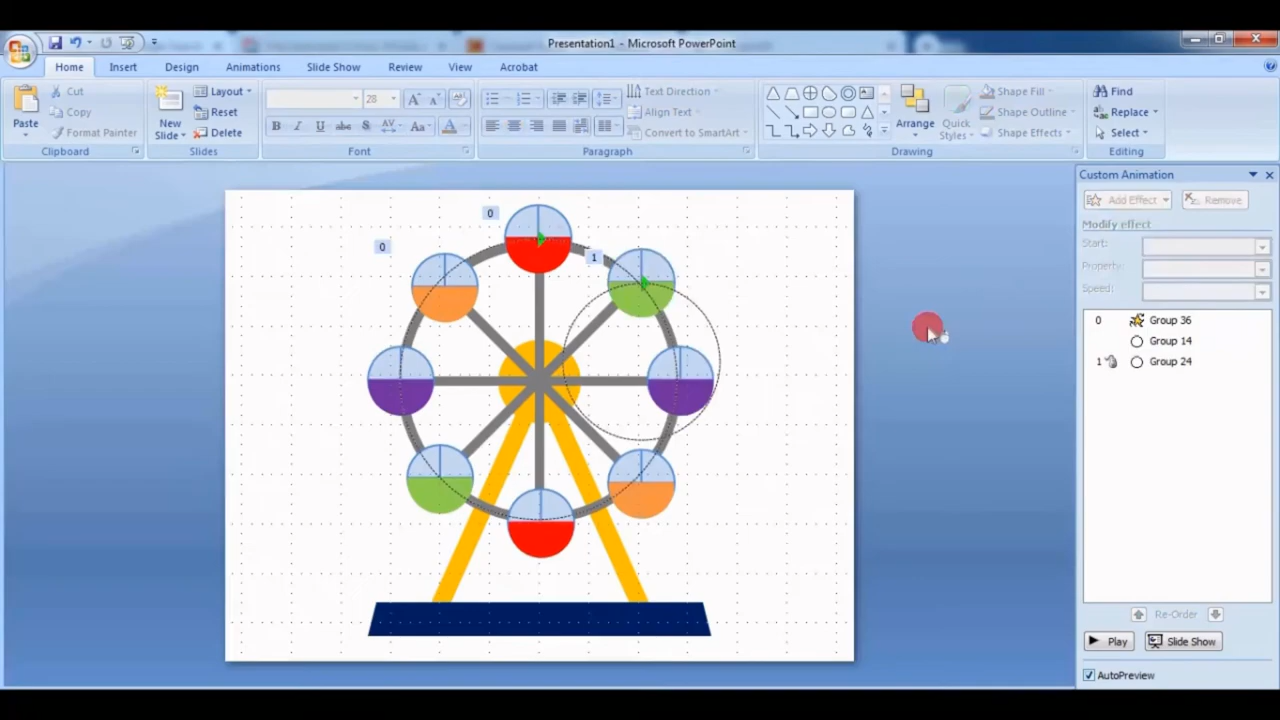 Presentation1 - Microsoft PowerPoint
Home Insert Design Animations Slide Show Review View Acrobat
Paste
Cut
Copy
Format Painter
Clipboard
New
Slide
Layout
Reset
Delete
Slides
28
B I U abc S AV Aa A
Font
Text Direction
Align Text
Convert to SmartArt
Paragraph
Arrange
Quick
Styles
Shape Fill
Shape Outline
Shape Effects
Drawing
Find
Replace
Select
Editing
0
0
1
Custom Animation
Add Effect
Remove
Modify effect
Start:
Property:
Speed:
0 Group 36
Group 14
1 Group 24
Re-Order
Play Slide Show
AutoPreview